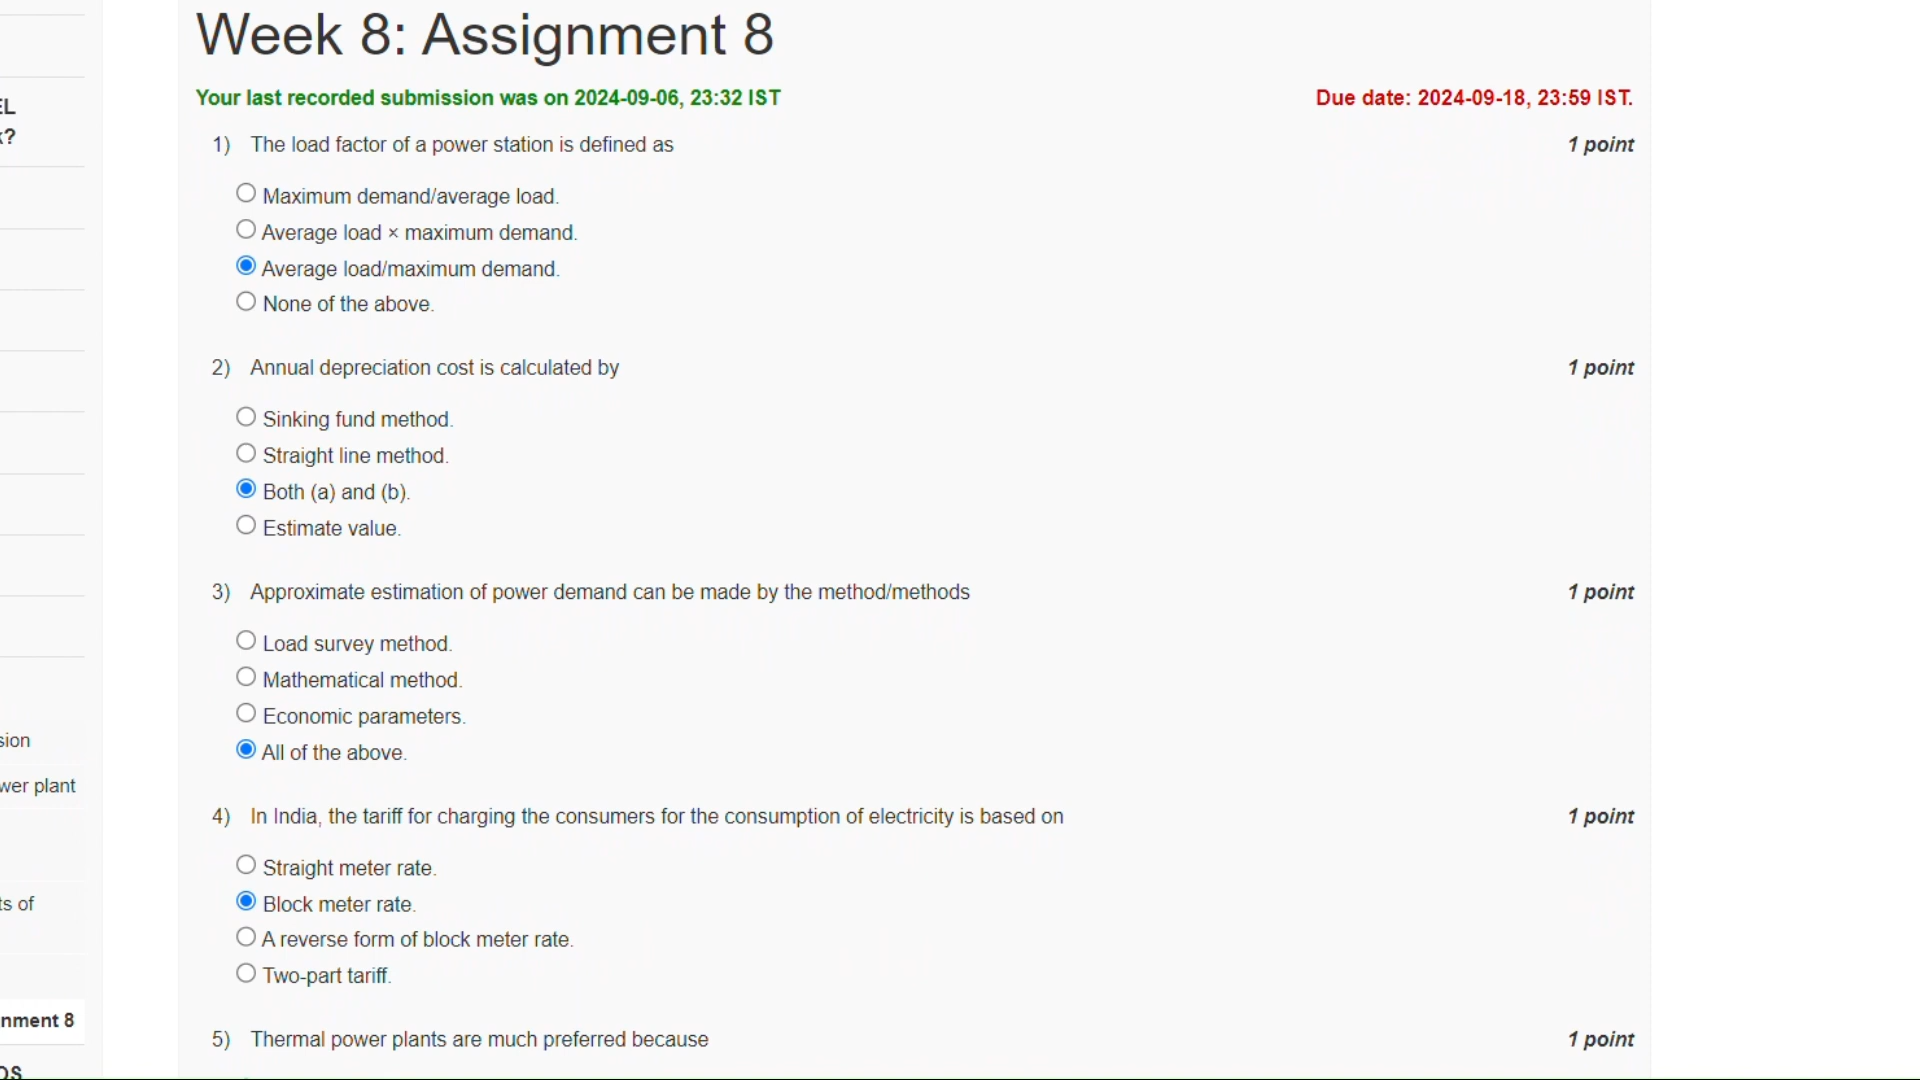 Week 8: Assignment 8
Your last recorded submission was on 2024-09-06, 23:32 IST Due date: 2024-09-18, 23:59 IST.
EL
k?
1) The load factor of a power station is defined as 1 point
Maximum demand/average load.
Average load × maximum demand.
Average load/maximum demand.
None of the above.
2) Annual depreciation cost is calculated by 1 point
Sinking fund method.
Straight line method.
Both (a) and (b).
Estimate value.
3) Approximate estimation of power demand can be made by the method/methods 1 point
Load survey method.
Mathematical method.
Economic parameters.
All of the above.
sion
wer plant
4) In India, the tariff for charging the consumers for the consumption of electricity is based on 1 point
Straight meter rate.
Block meter rate.
A reverse form of block meter rate.
Two-part tariff.
ts of
nment 8
5) Thermal power plants are much preferred because 1 point
OS